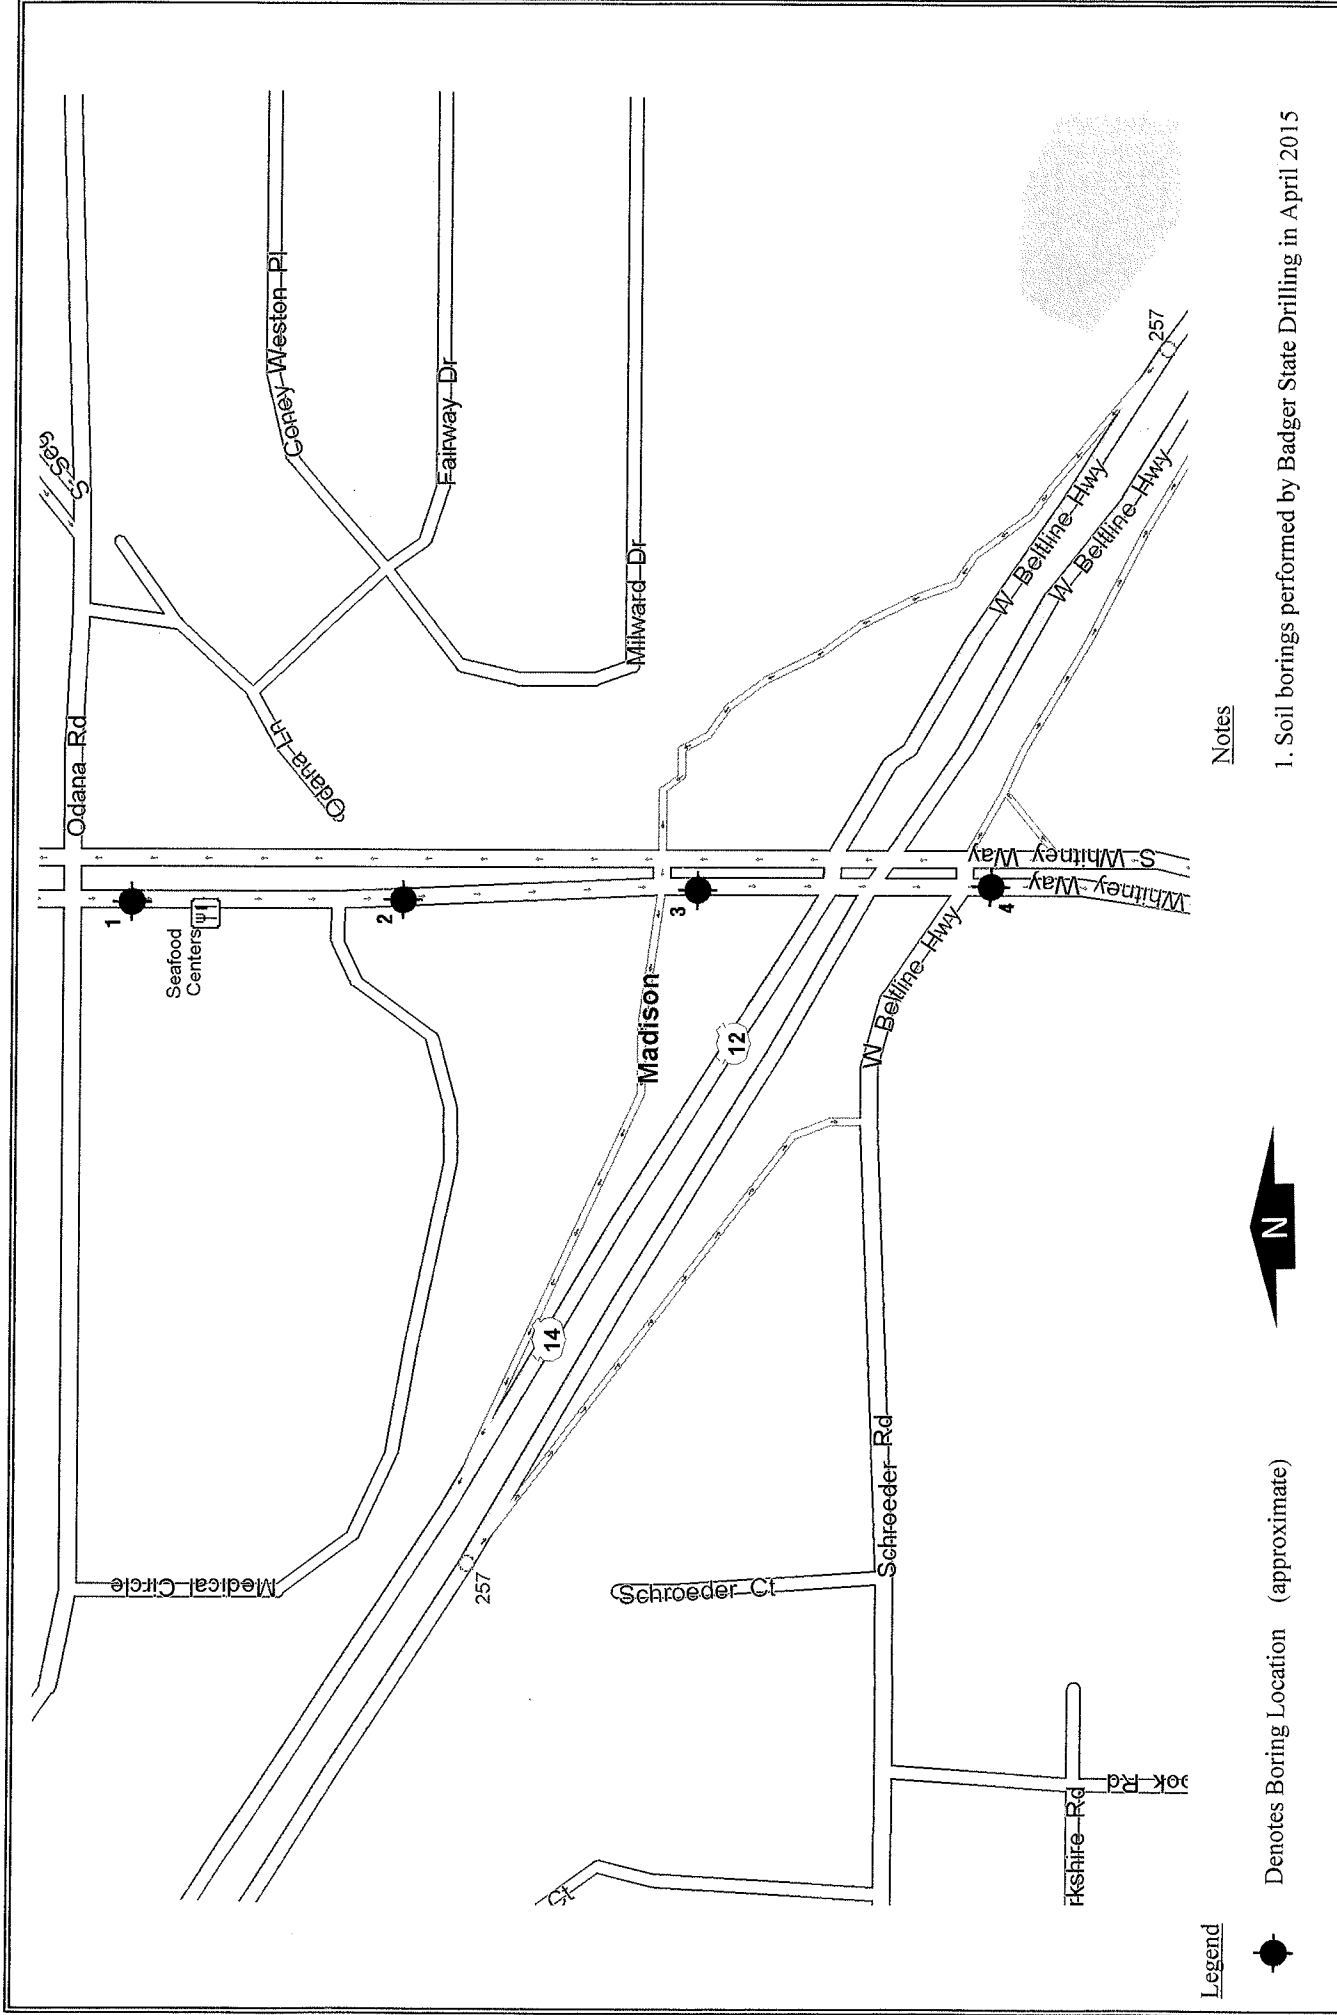 S Seg
Odana Rd
Odana Ln
Coney Weston Pl
Fairway Dr
Milward Dr
1
Seafood
Centers
2
3
4
Medical Circle
Madison
12
14
257
257
W Beltline Hwy
W Beltline Hwy
W Beltline Hwy
S Whitney Way
Whitney Way
Schroeder Rd
Schroeder Ct
Ct
rkshire Rd
ook Rd
Legend
Denotes Boring Location (approximate)
N
Notes
1. Soil borings performed by Badger State Drilling in April 2015